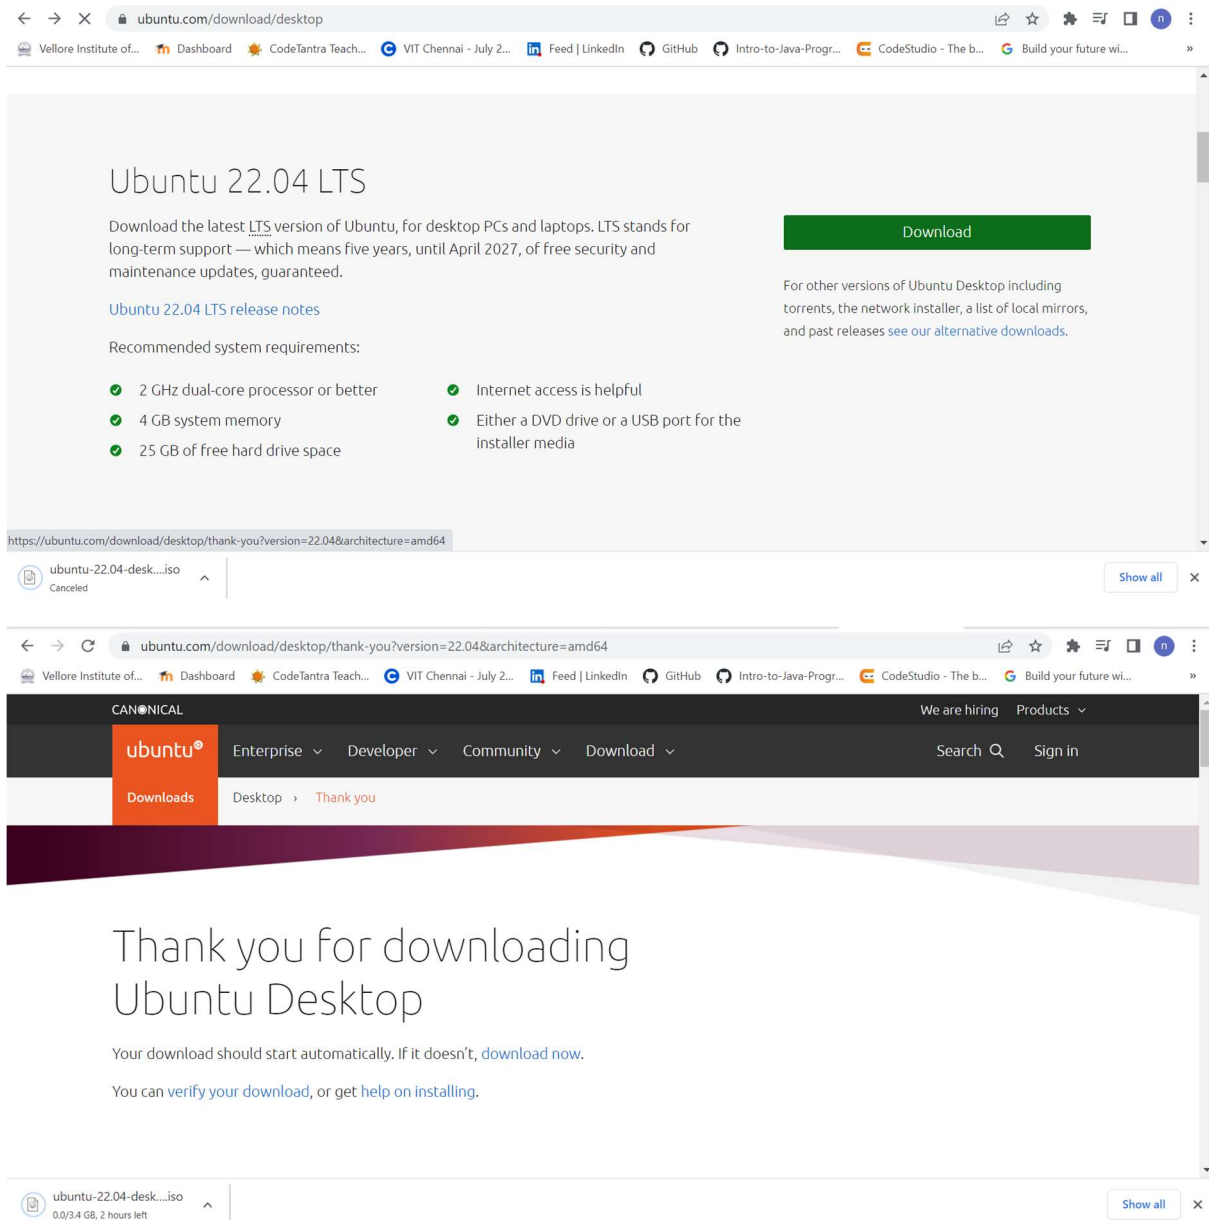 ubuntu.com/download/desktop
n
Vellore Institute of... Dashboard CodeTantra Teach... VIT Chennai - July 2... Feed | LinkedIn GitHub Intro-to-Java-Progr... CodeStudio - The b... Build your future wi... »
Ubuntu 22.04 LTS
Download the latest LTS version of Ubuntu, for desktop PCs and laptops. LTS stands for
long-term support — which means five years, until April 2027, of free security and
maintenance updates, guaranteed.
Ubuntu 22.04 LTS release notes
Recommended system requirements:
2 GHz dual-core processor or better
4 GB system memory
25 GB of free hard drive space
Internet access is helpful
Either a DVD drive or a USB port for the
installer media
Download
For other versions of Ubuntu Desktop including
torrents, the network installer, a list of local mirrors,
and past releases see our alternative downloads.
https://ubuntu.com/download/desktop/thank-you?version=22.04&architecture=amd64
ubuntu-22.04-desk....iso
Canceled
Show all
ubuntu.com/download/desktop/thank-you?version=22.04&architecture=amd64
n
Vellore Institute of... Dashboard CodeTantra Teach... VIT Chennai - July 2... Feed | LinkedIn GitHub Intro-to-Java-Progr... CodeStudio - The b... Build your future wi... »
CANONICAL We are hiring Products
ubuntu Enterprise Developer Community Download Search Sign in
Downloads Desktop › Thank you
Thank you for downloading
Ubuntu Desktop
Your download should start automatically. If it doesn't, download now.
You can verify your download, or get help on installing.
ubuntu-22.04-desk....iso
0.0/3.4 GB, 2 hours left
Show all